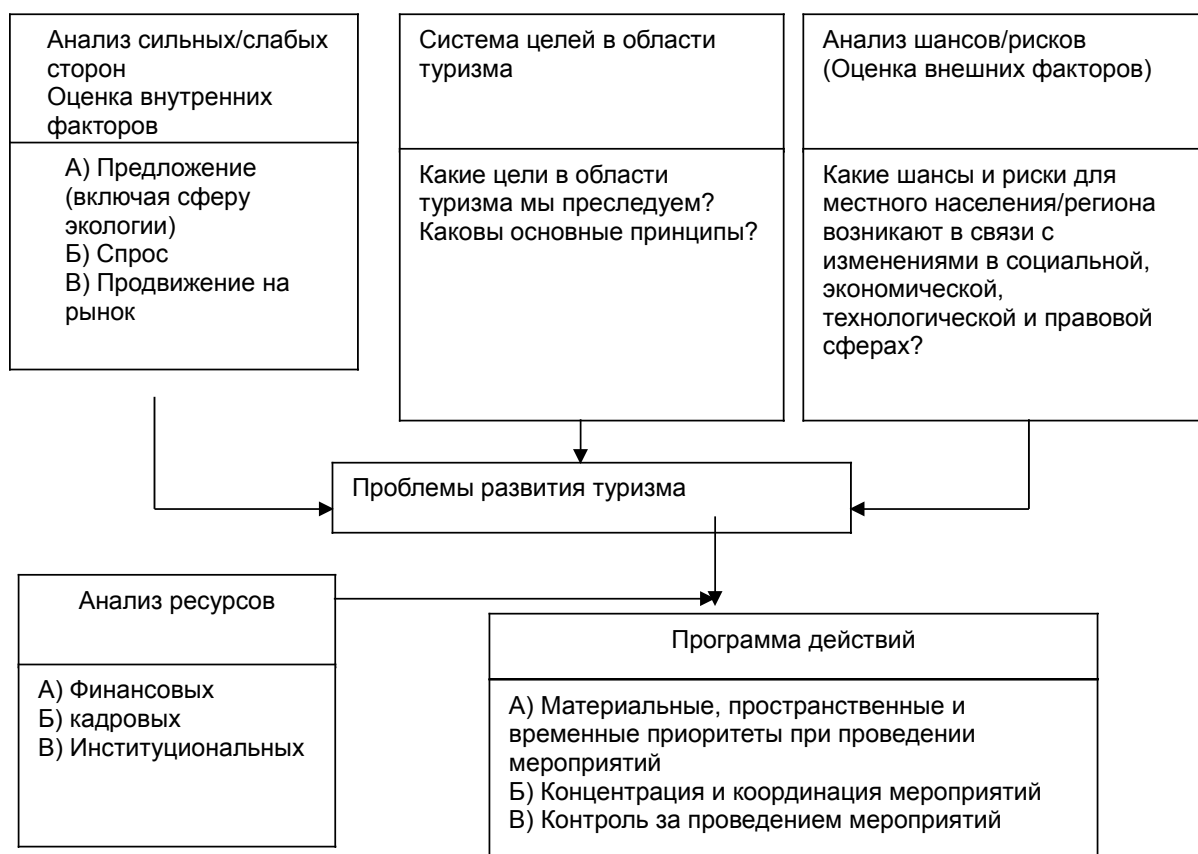 Анализ сильных/слабых
сторон
Оценка внутренних
факторов
А) Предложение
(включая сферу
экологии)
Б) Спрос
В) Продвижение на
рынок
Система целей в области
туризма
Какие цели в области
туризма мы преследуем?
Каковы основные принципы?
Анализ шансов/рисков
(Оценка внешних факторов)
Какие шансы и риски для
местного населения/региона
возникают в связи с
изменениями в социальной,
экономической,
технологической и правовой
сферах?
Проблемы развития туризма
Анализ ресурсов
А) Финансовых
Б) кадровых
В) Институциональных
Программа действий
А) Материальные, пространственные и
временные приоритеты при проведении
мероприятий
Б) Концентрация и координация мероприятий
В) Контроль за проведением мероприятий